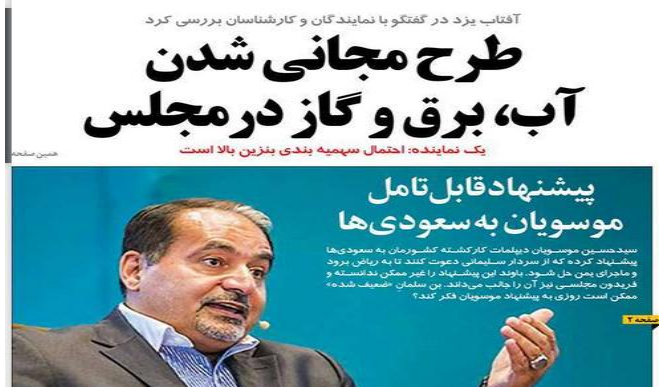 آفتاب یزد در گفتگو با نمایندگان و کارشناسان بررسی کرد
طرح مجانی شدن
آب، برق و گاز در مجلس
یک نماینده: احتمال سهمیه بندی بنزین بالا است
همین صفحه
پیشنهاد قابل تامل
موسویان به سعودی‌ها
سیدحسین موسویان دیپلمات کارکشته کشورمان به سعودی‌ها
پیشنهاد کرده که از سردار سلیمانی دعوت کنند تا به ریاض برود
و ماجرای یمن حل شود. باوند این پیشنهاد را غیر ممکن ندانسته و
فریدون مجلسی نیز آن را جالب می‌داند. بن سلمان «ضعیف شده»
ممکن است روزی به پیشنهاد موسویان فکر کند؟
صفحه ۲